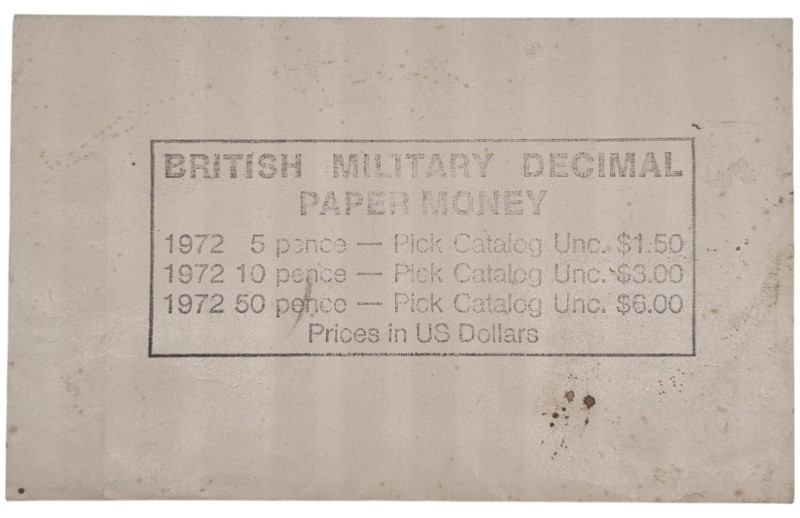 BRITISH MILITARY DECIMAL
PAPER MONEY
1972 5 pence — Pick Catalog Unc. $1.50
1972 10 pence — Pick Catalog Unc. $3.00
1972 50 pence — Pick Catalog Unc. $6.00
Prices in US Dollars